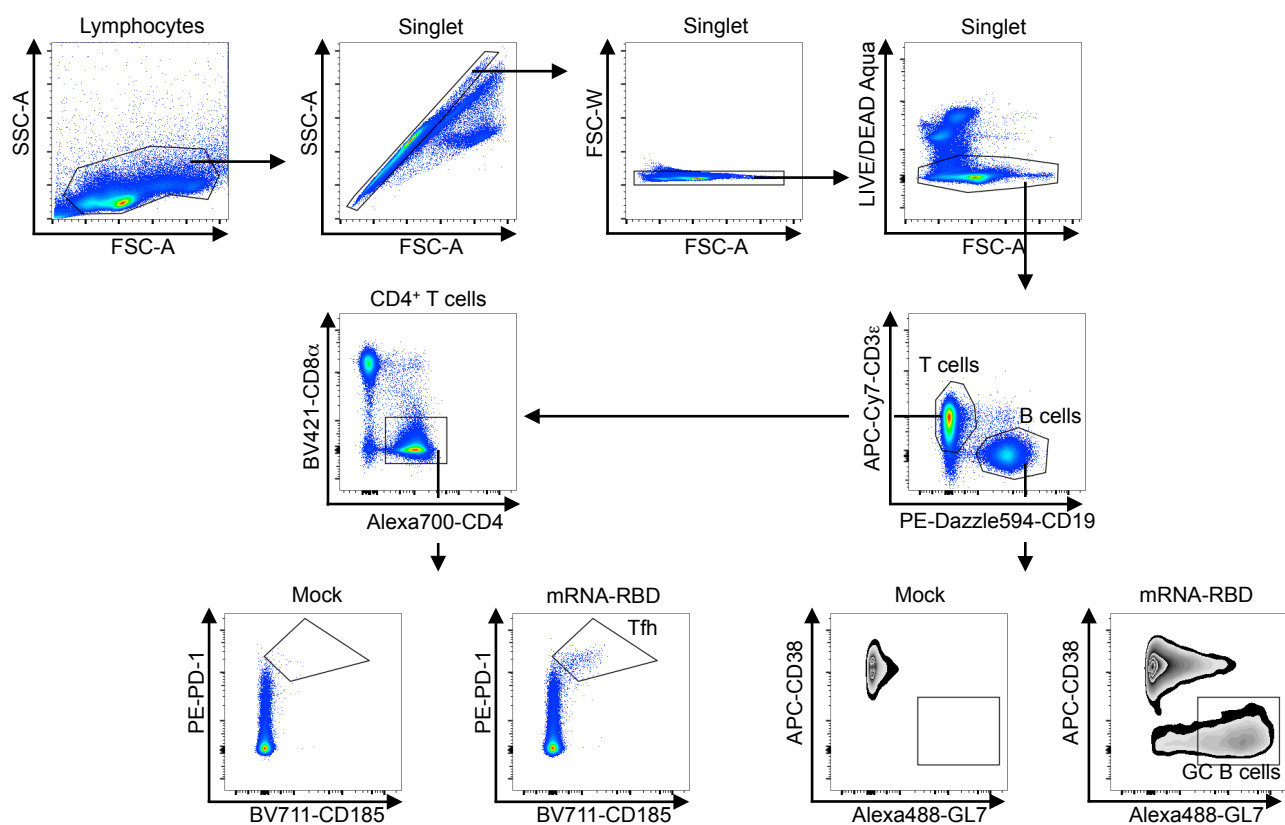 Lymphocytes
Singlet
Singlet
Singlet
SSC-A
SSC-A
FSC-W
LIVE/DEAD Aqua
FSC-A
FSC-A
FSC-A
FSC-A
CD4⁺ T cells
BV421-CD8α
Alexa700-CD4
APC-Cy7-CD3ε
T cells
B cells
PE-Dazzle594-CD19
Mock
mRNA-RBD
Mock
mRNA-RBD
PE-PD-1
PE-PD-1
Tfh
APC-CD38
APC-CD38
GC B cells
BV711-CD185
BV711-CD185
Alexa488-GL7
Alexa488-GL7